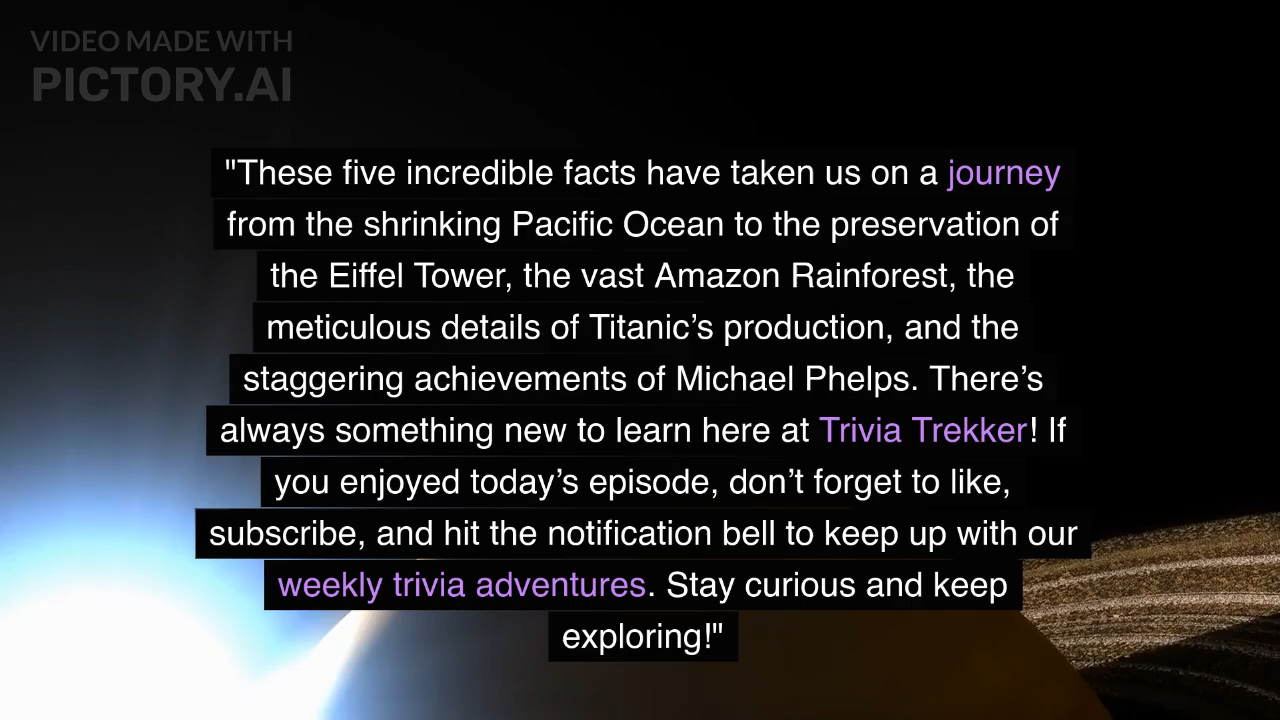 VIDEO MADE WITH
PICTORY.AI
"These five incredible facts have taken us on a journey
from the shrinking Pacific Ocean to the preservation of
the Eiffel Tower, the vast Amazon Rainforest, the
meticulous details of Titanic’s production, and the
staggering achievements of Michael Phelps. There’s
always something new to learn here at Trivia Trekker! If
you enjoyed today’s episode, don’t forget to like,
subscribe, and hit the notification bell to keep up with our
weekly trivia adventures. Stay curious and keep
exploring!"